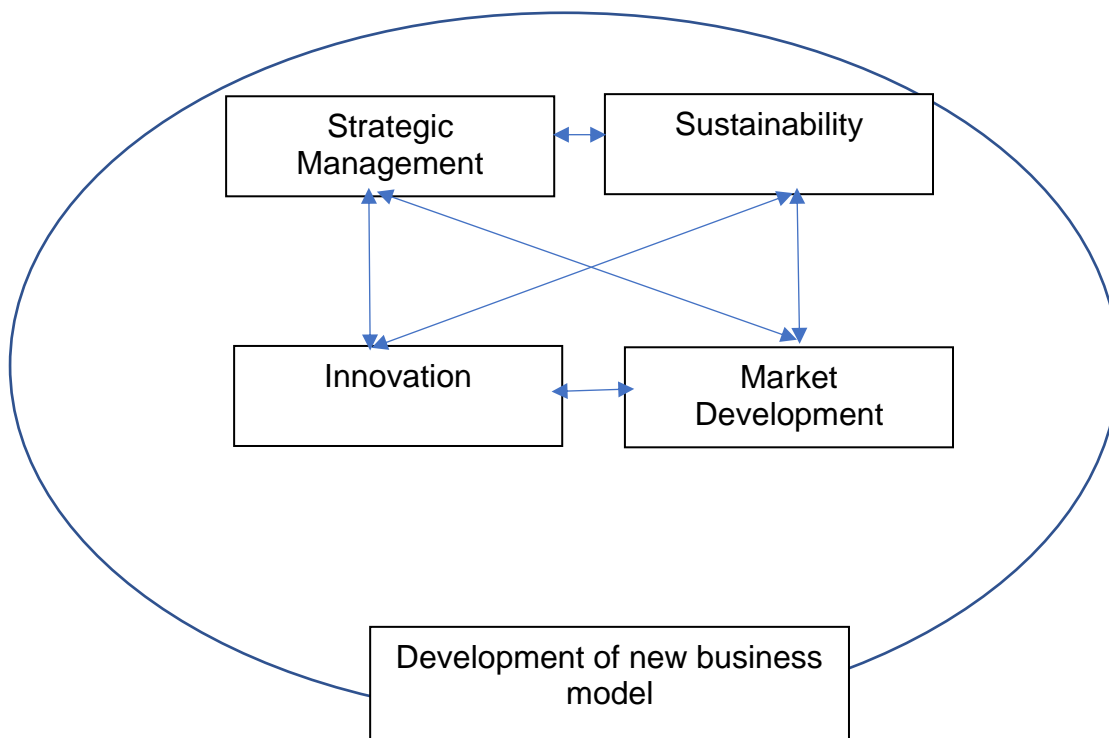 Strategic
Management
Sustainability
Innovation
Market
Development
Development of new business
model